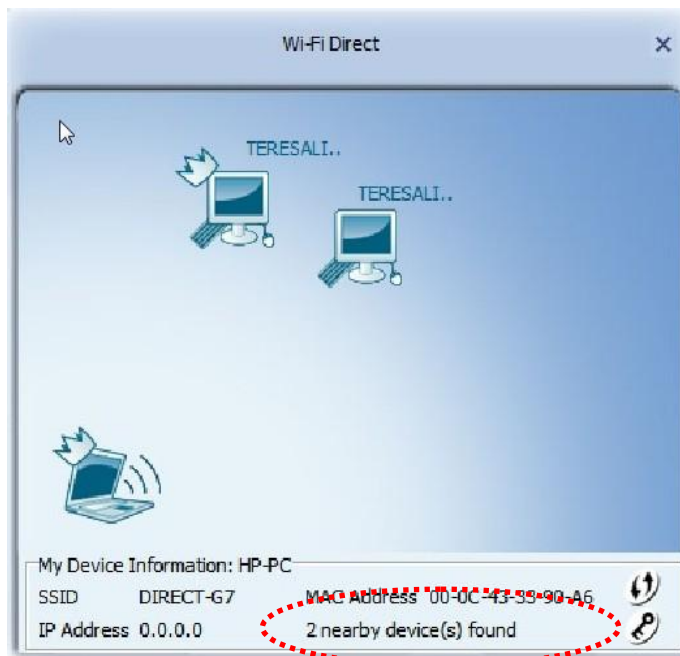 Wi-Fi Direct
TERESALI..
TERESALI..
My Device Information: HP-PC
SSID DIRECT-G7 MAC Address 00-0C-43-33-90-A6
IP Address 0.0.0.0 2 nearby device(s) found